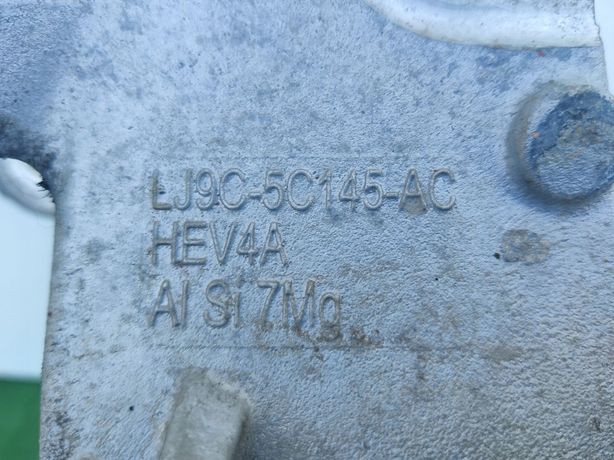 LJ9C-5C145-AC
HEV4A
Al Si 7Mg